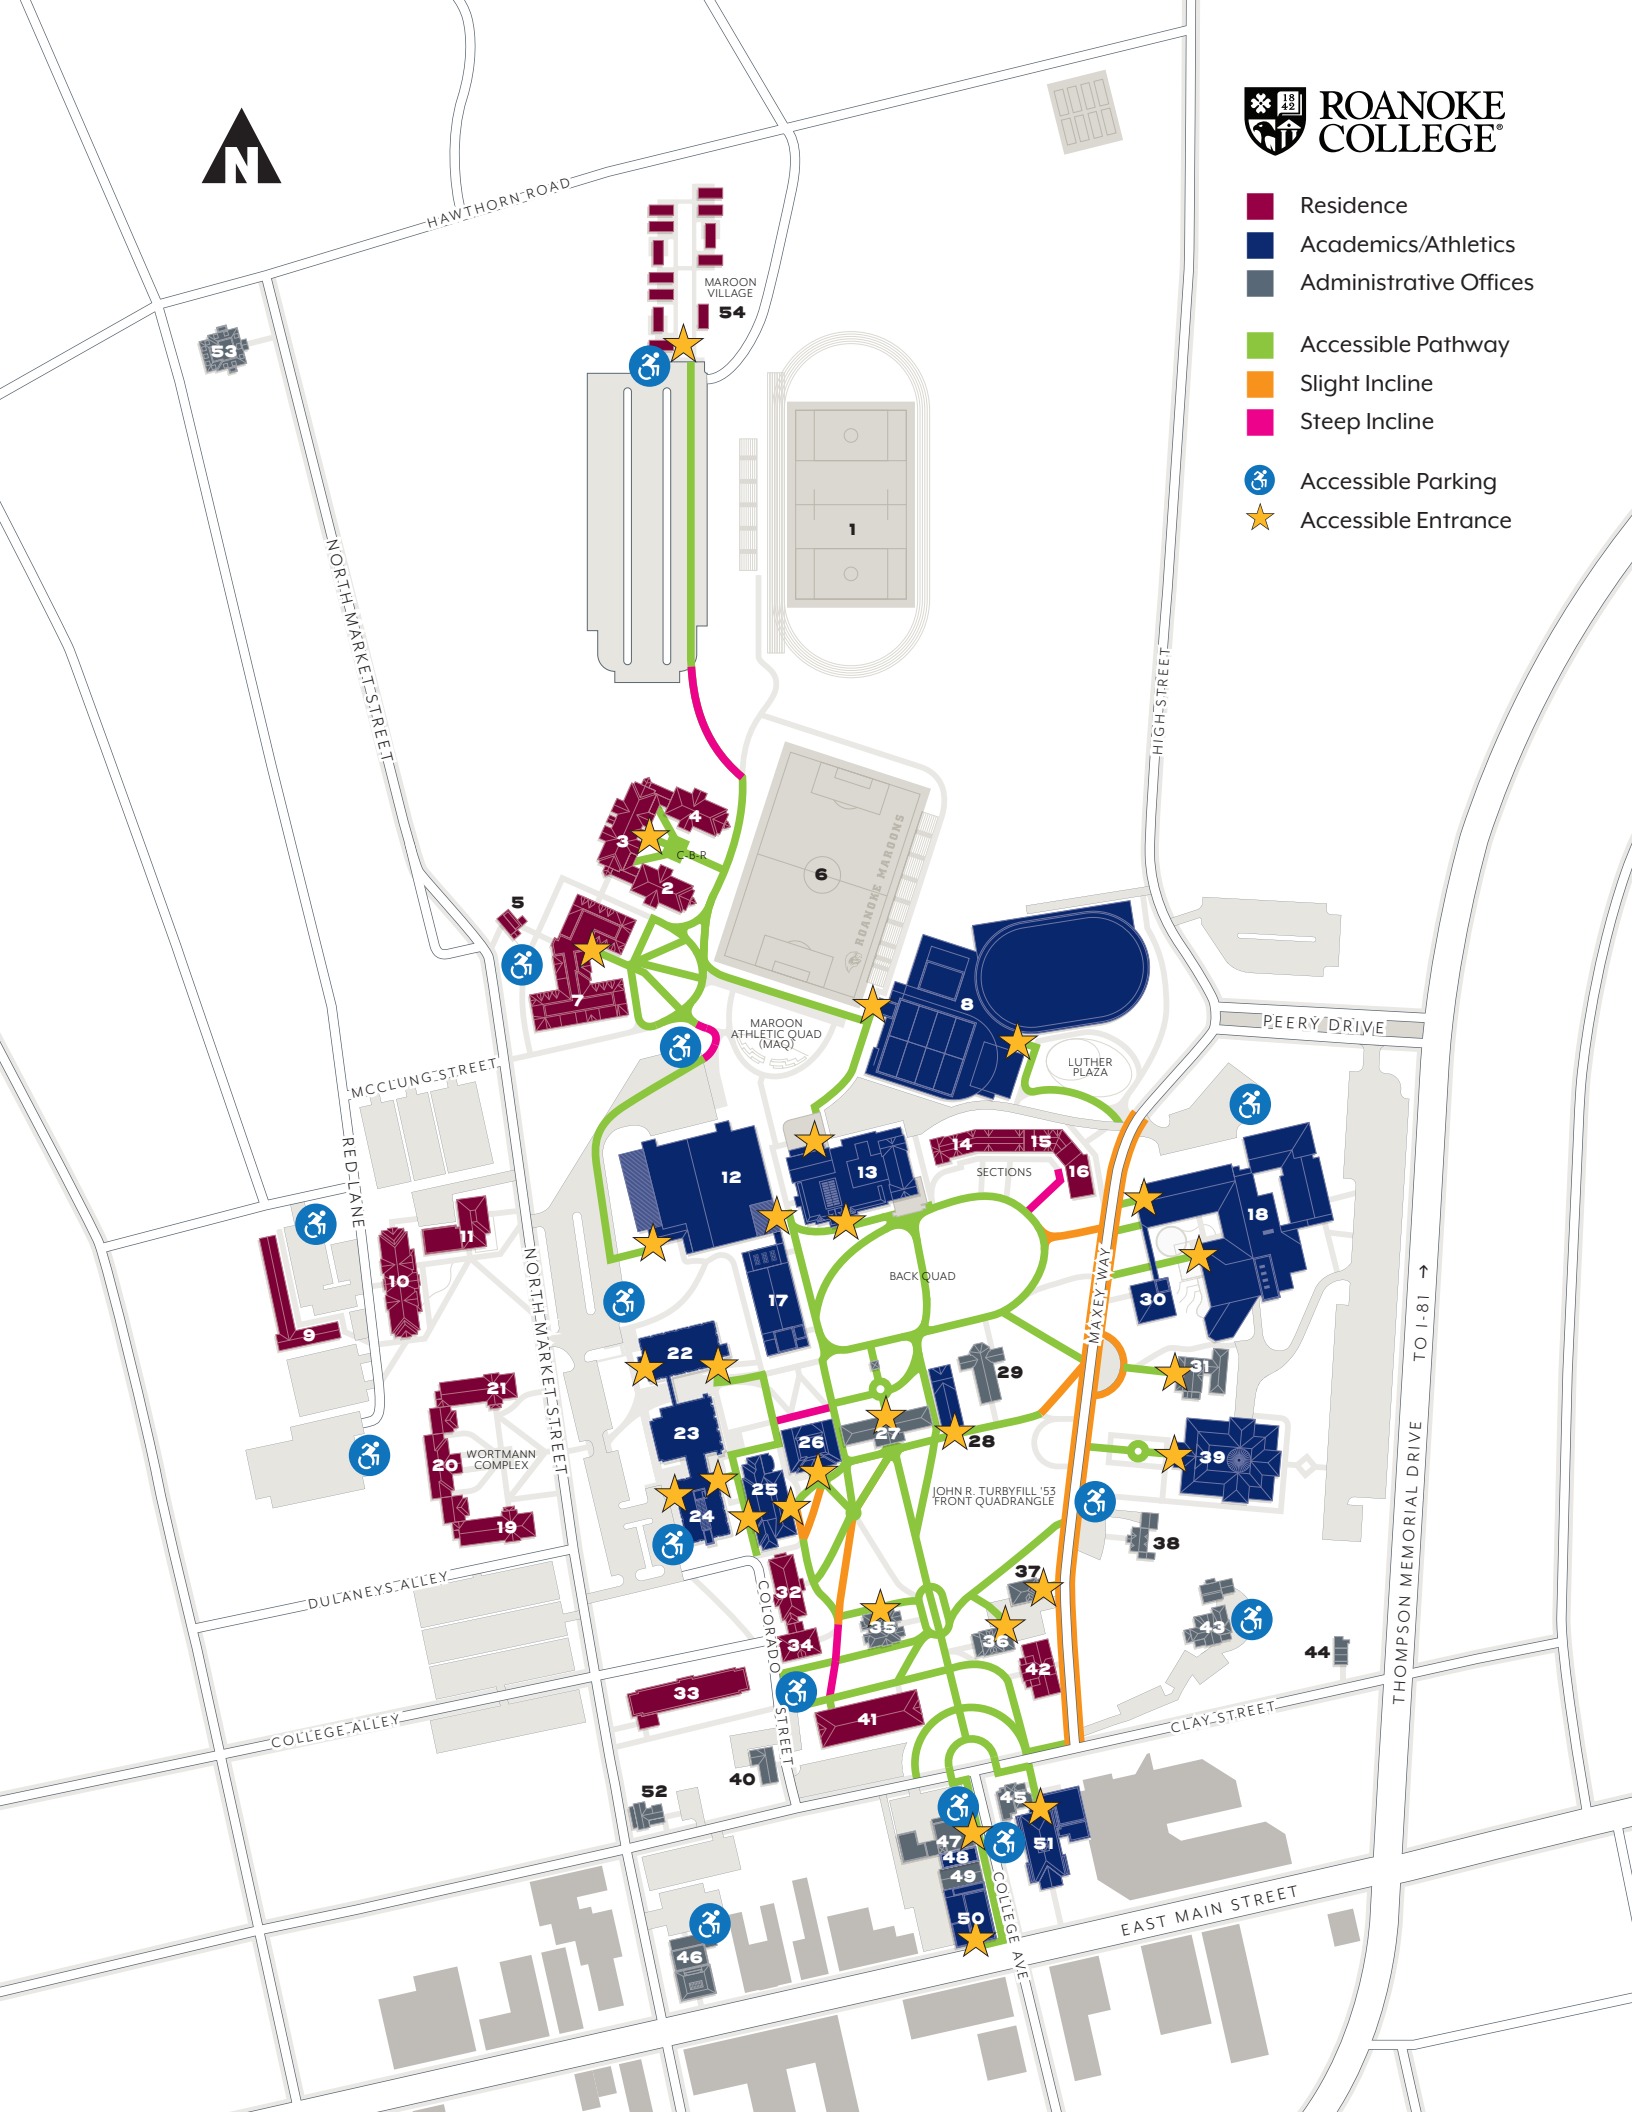 N
1842
ROANOKE
COLLEGE®
Residence
Academics/Athletics
Administrative Offices
Accessible Pathway
Slight Incline
Steep Incline
Accessible Parking
Accessible Entrance
HAWTHORN ROAD
MAROON
VILLAGE
54
53
1
NORTH MARKET STREET
HIGH STREET
4
3
C-B-R
2
6
ROANOKE MAROONS
5
7
8
MAROON
ATHLETIC QUAD
(MAQ)
LUTHER
PLAZA
PEERY DRIVE
MCCLUNG STREET
RED LANE
12
13
14
15
16
SECTIONS
18
11
10
9
NORTH MARKET STREET
BACK QUAD
MAXEY WAY
17
30
TO I-81 →
22
29
31
21
20
WORTMANN
COMPLEX
19
23
26
27
28
39
25
24
JOHN R. TURBYFILL '53
FRONT QUADRANGLE
38
THOMPSON MEMORIAL DRIVE
DULANEYS ALLEY
COLORADO STREET
32
37
35
36
43
44
34
42
33
41
COLLEGE ALLEY
CLAY STREET
40
52
45
47
48
51
49
50
COLLEGE AVE
EAST MAIN STREET
46